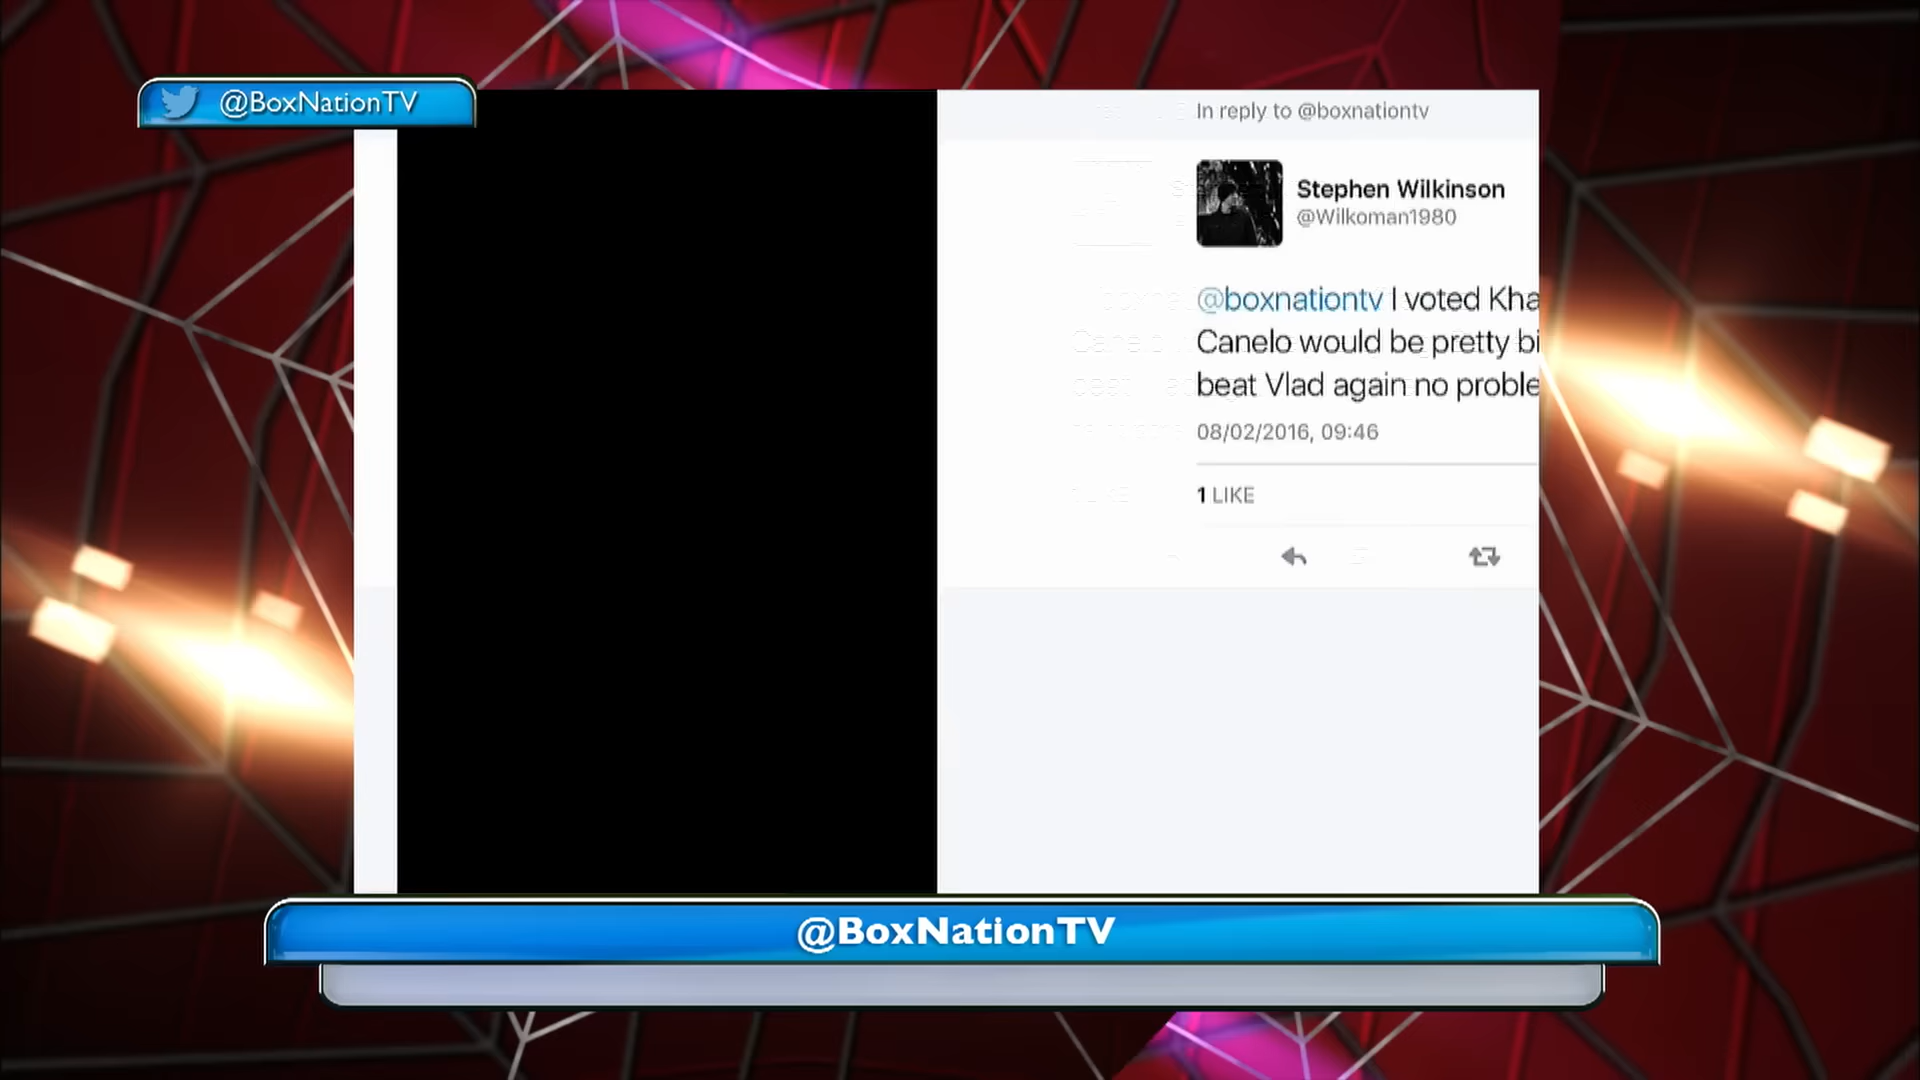 @BoxNationTV
In reply to @boxnationtv
Stephen Wilkinson
@Wilkoman1980
@boxnationtv I voted Kha
Canelo would be pretty bi
beat Vlad again no proble
08/02/2016, 09:46
1 LIKE
@BoxNationTV